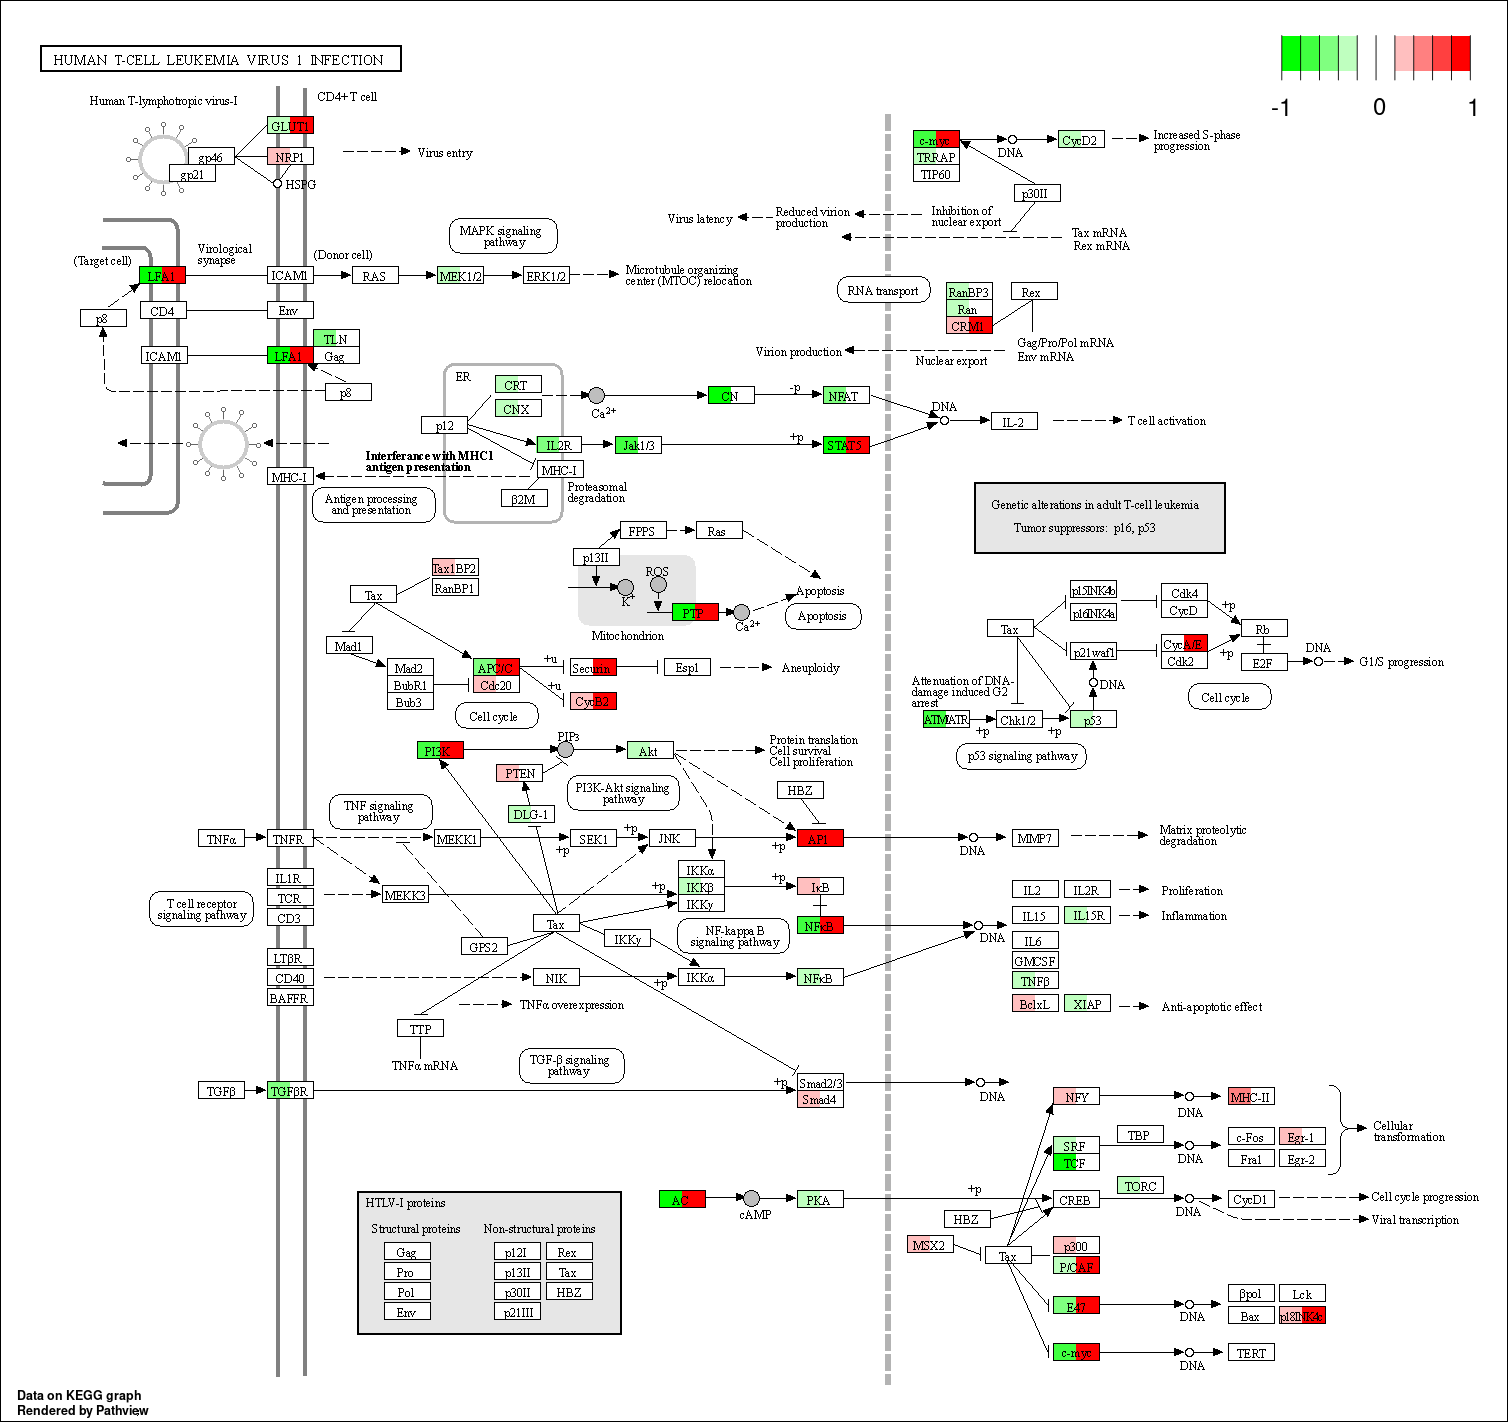 HUMAN T-CELL LEUKEMIA VIRUS 1 INFECTION
-1
0
1
Human T-lymphotropic virus-I
CD4+ T cell
GLUT1
gp46
NRP1
gp21
HSPG
Virus entry
c-myc
TRRAP
TIP60
DNA
CycD2
Increased S-phase
progression
p30II
Virus latency
Reduced virion
production
Inhibition of
nuclear export
Tax mRNA
Rex mRNA
MAPK signaling
pathway
Virological
synapse
(Target cell)
(Donor cell)
LFA1
ICAM1
RAS
MEK1/2
ERK1/2
Microtubule organizing
center (MTOC) relocation
RNA transport
RanBP3
Ran
CRM1
Rex
p8
CD4
Env
TLN
ICAM1
LFA1
Gag
p8
Virion production
Nuclear export
Gag/Pro/Pol mRNA
Env mRNA
ER
CRT
CNX
Ca2+
CN
-p
NFAT
DNA
IL-2
T cell activation
p12
IL2R
Jak1/3
+p
STAT5
Interferance with MHC1
antigen presentation
MHC-I
MHC-I
β2M
Proteasomal
degradation
Antigen processing
and presentation
Genetic alterations in adult T-cell leukemia
Tumor suppressors: p16, p53
FPPS
Ras
p13II
ROS
K+
PTP
Ca2+
Apoptosis
Apoptosis
Mitochondrion
Tax1BP2
RanBP1
Tax
Mad1
Mad2
BubR1
Bub3
APC/C
Cdc20
+u
+u
Securin
CycB2
Esp1
Aneuploidy
Cell cycle
p15INK4b
p16INK4a
Cdk4
CycD
+p
Tax
p21waf1
CycA/E
Cdk2
+p
Rb
E2F
DNA
G1/S progression
Attenuation of DNA-
damage induced G2
arrest
DNA
Cell cycle
ATM/ATR
+p
Chk1/2
+p
p53
p53 signaling pathway
PI3K
PIP3
Akt
Protein translation
Cell survival
Cell proliferation
PTEN
PI3K-Akt signaling
pathway
HBZ
TNF signaling
pathway
DLG-1
TNFα
TNFR
MEKK1
+p
SEK1
+p
JNK
+p
AP1
DNA
MMP7
Matrix proteolytic
degradation
IL1R
TCR
CD3
MEKK3
+p
IKKα
IKKβ
IKKγ
+p
IκB
NFκB
T cell receptor
signaling pathway
Tax
GPS2
IKKγ
NF-kappa B
signaling pathway
DNA
IL2
IL2R
Proliferation
IL15
IL15R
Inflammation
IL6
GMCSF
TNFβ
BclxL
XIAP
Anti-apoptotic effect
LTβR
CD40
BAFFR
NIK
+p
IKKα
NFκB
TNFα overexpression
TTP
TNFα mRNA
TGF-β signaling
pathway
TGFβ
TGFβR
+p
Smad2/3
Smad4
DNA
NFY
DNA
MHC-II
SRF
TCF
TBP
DNA
c-Fos
Egr-1
Fra1
Egr-2
Cellular
transformation
AC
cAMP
PKA
+p
CREB
TORC
DNA
CycD1
Cell cycle progression
Viral transcription
HBZ
MSX2
Tax
p300
P/CAF
E47
DNA
βpol
Lck
Bax
p18INK4c
c-myc
DNA
TERT
HTLV-I proteins
Structural proteins
Non-structural proteins
Gag
p12I
Rex
Pro
p13II
Tax
Pol
p30II
HBZ
Env
p21III
Data on KEGG graph
Rendered by Pathview